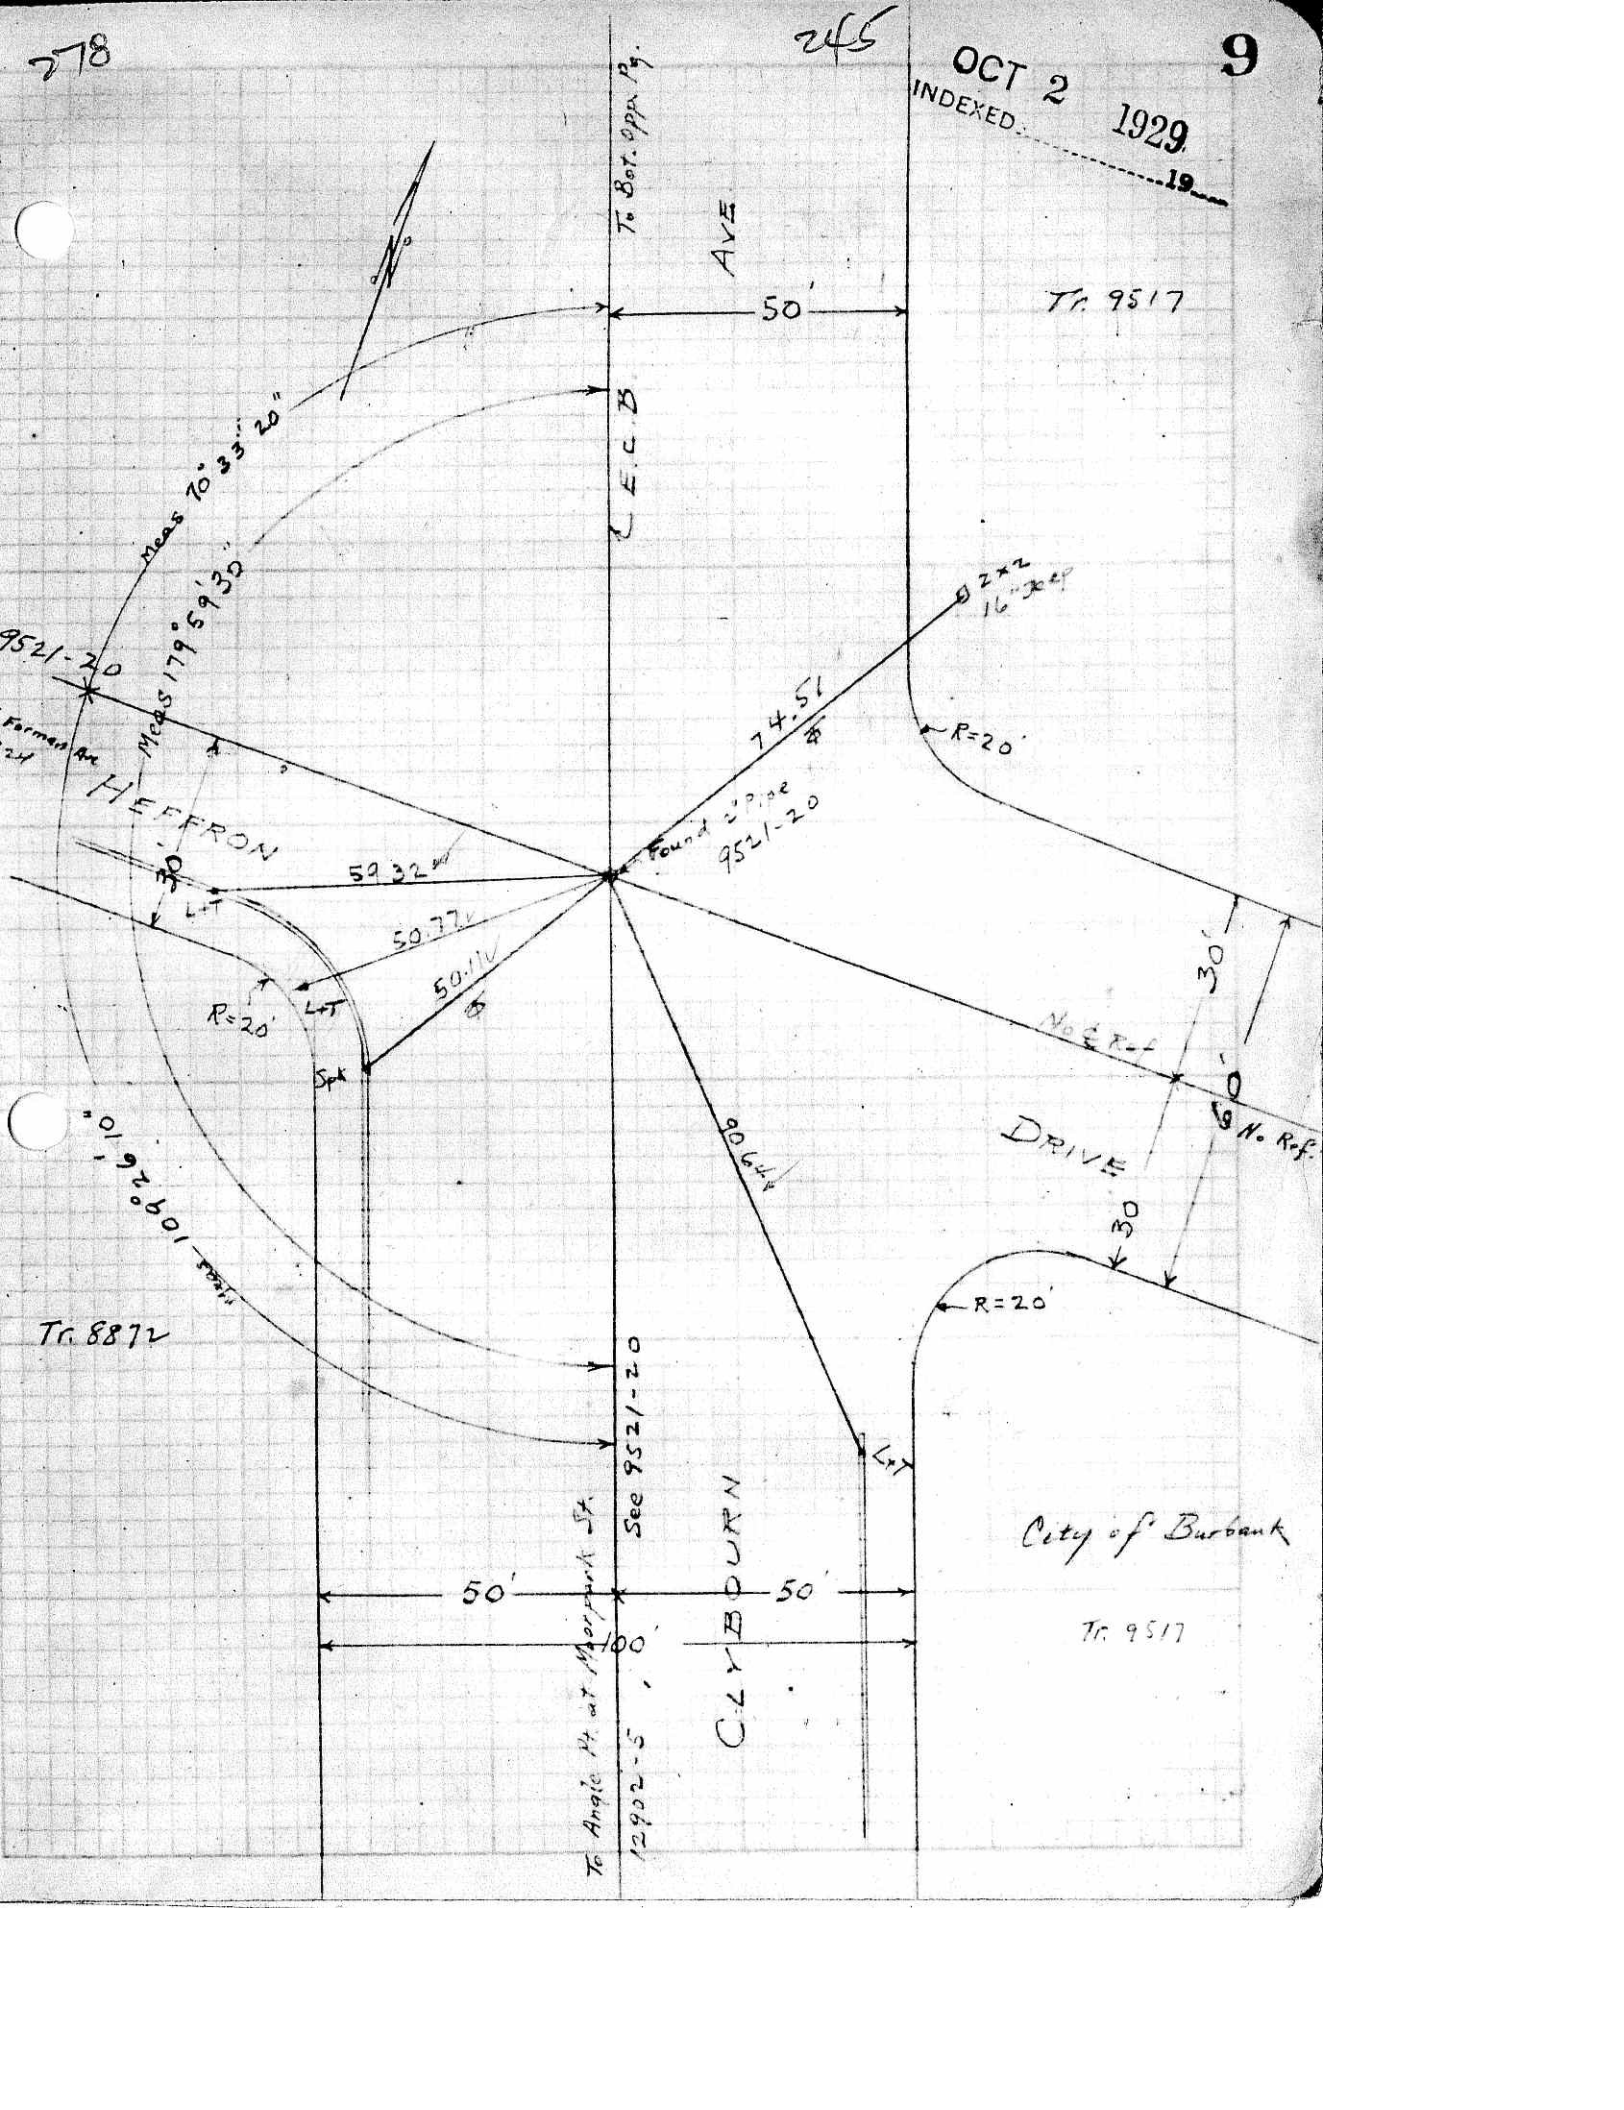 278
245
9
OCT 2 1929
INDEXED
19
To Bot. Opp. Pg.
AVE
50'
Tr. 9517
Meas 70° 33' 20"
Meas 179° 59' 30"
E. C. B
2x2
16" Deep
9521-20
Forman Ave
24
74.51
R=20'
HEFFRON
30'
Found 2" Pipe
9521-20
59.32
L+T
50.77
50.11
R=20'
L+T
Spk
30'
No ℄ Ref
60'
No Ref.
DRIVE
30'
90.64
Meas 109° 26' 10"
R=20'
Tr. 8872
L+T
See 9521-20
To Angle Pt. at Moorpark St.
12902-5
CLYBOURN
City of Burbank
50'
50'
100'
Tr. 9517